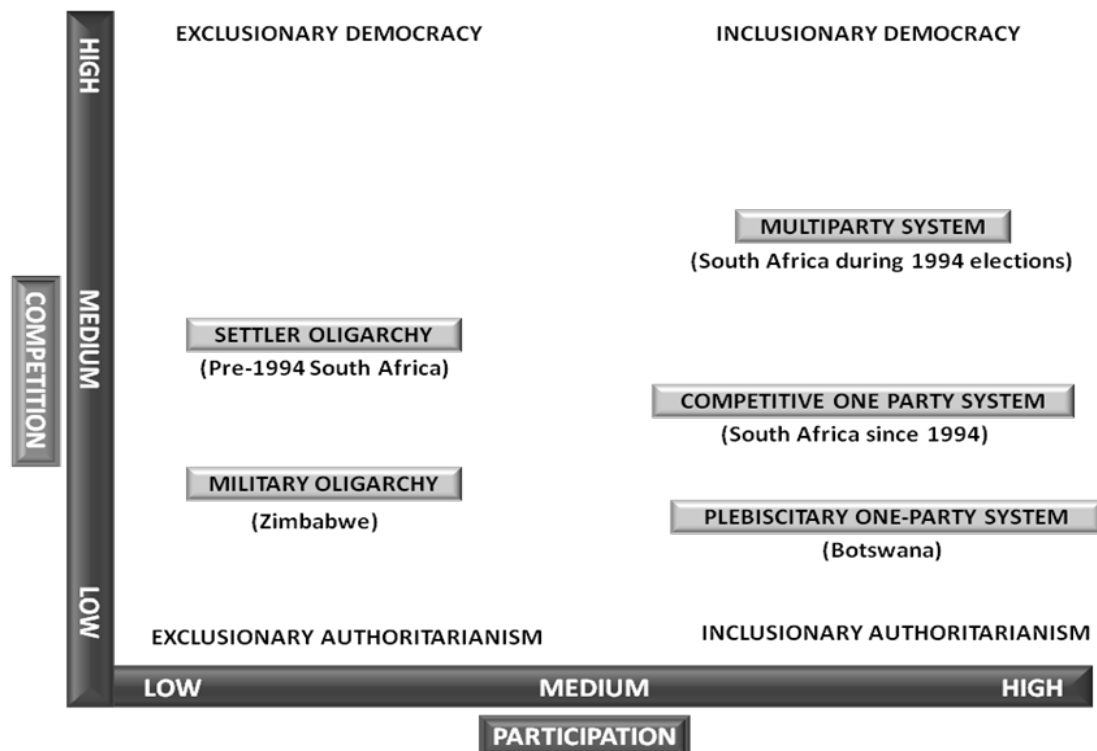 EXCLUSIONARY DEMOCRACY
INCLUSIONARY DEMOCRACY
HIGH
MULTIPARTY SYSTEM
(South Africa during 1994 elections)
COMPETITION
MEDIUM
SETTLER OLIGARCHY
(Pre-1994 South Africa)
COMPETITIVE ONE PARTY SYSTEM
(South Africa since 1994)
MILITARY OLIGARCHY
(Zimbabwe)
PLEBISCITARY ONE-PARTY SYSTEM
(Botswana)
LOW
EXCLUSIONARY AUTHORITARIANISM
INCLUSIONARY AUTHORITARIANISM
LOW
MEDIUM
HIGH
PARTICIPATION